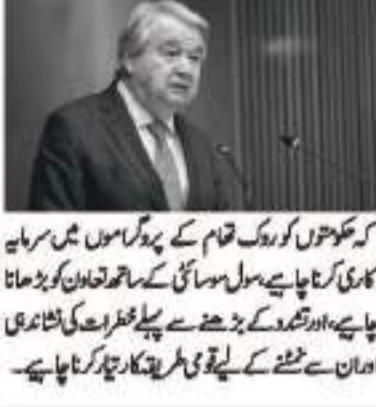 کہ حکومتوں کو روک تھام کے پروگراموں میں سرمایہ
کاری کرنا چاہیے، سول سوسائٹی کے ساتھ تعاون کو بڑھانا
چاہیے، اور تشدد کے بڑھنے سے پہلے خطرات کی نشاندہی
اور ان سے نمٹنے کے لیے قومی طریقہ کار تیار کرنا چاہیے۔